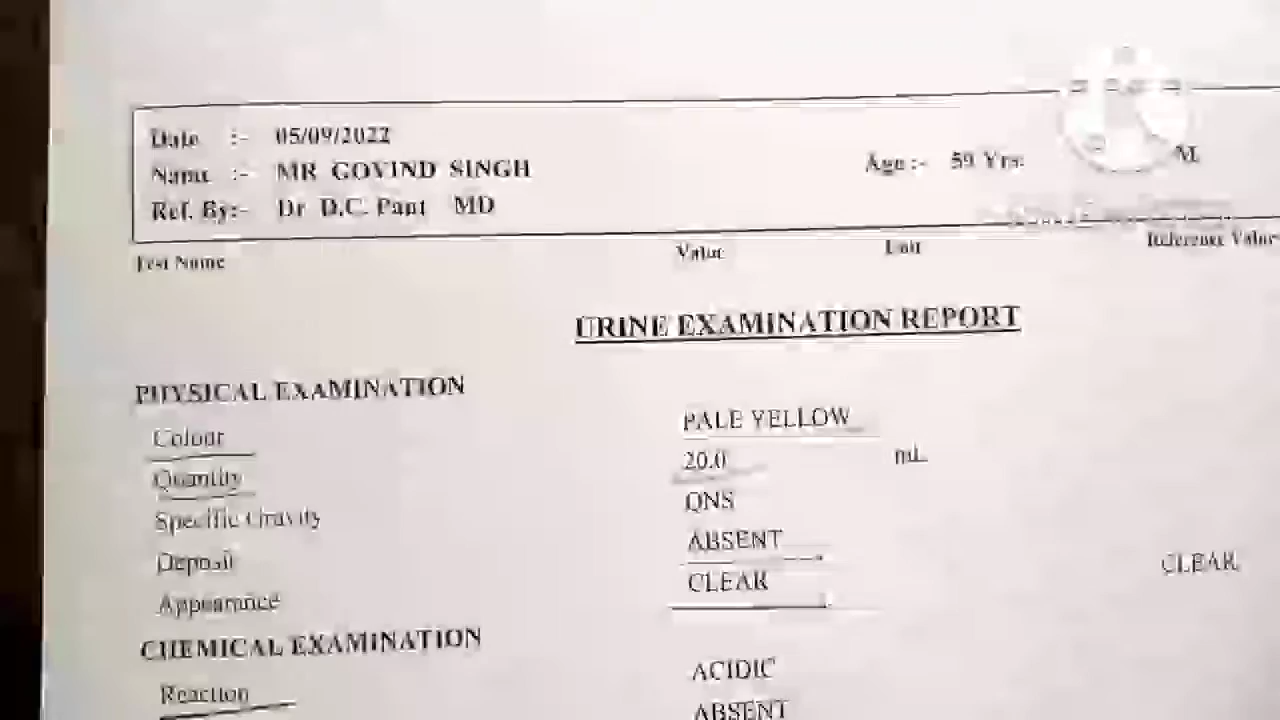 Date :- 05/09/2022
Name :- MR GOVIND SINGH Age :- 59 Yrs. M.
Ref. By:- Dr D.C. Pant MD
Test Name Value Unit Reference Value
URINE EXAMINATION REPORT
PHYSICAL EXAMINATION
Colour PALE YELLOW
Quantity 20.0 mL
Specific Gravity QNS
Deposit ABSENT
Appearance CLEAR CLEAR
CHEMICAL EXAMINATION
Reaction ACIDIC
ABSENT